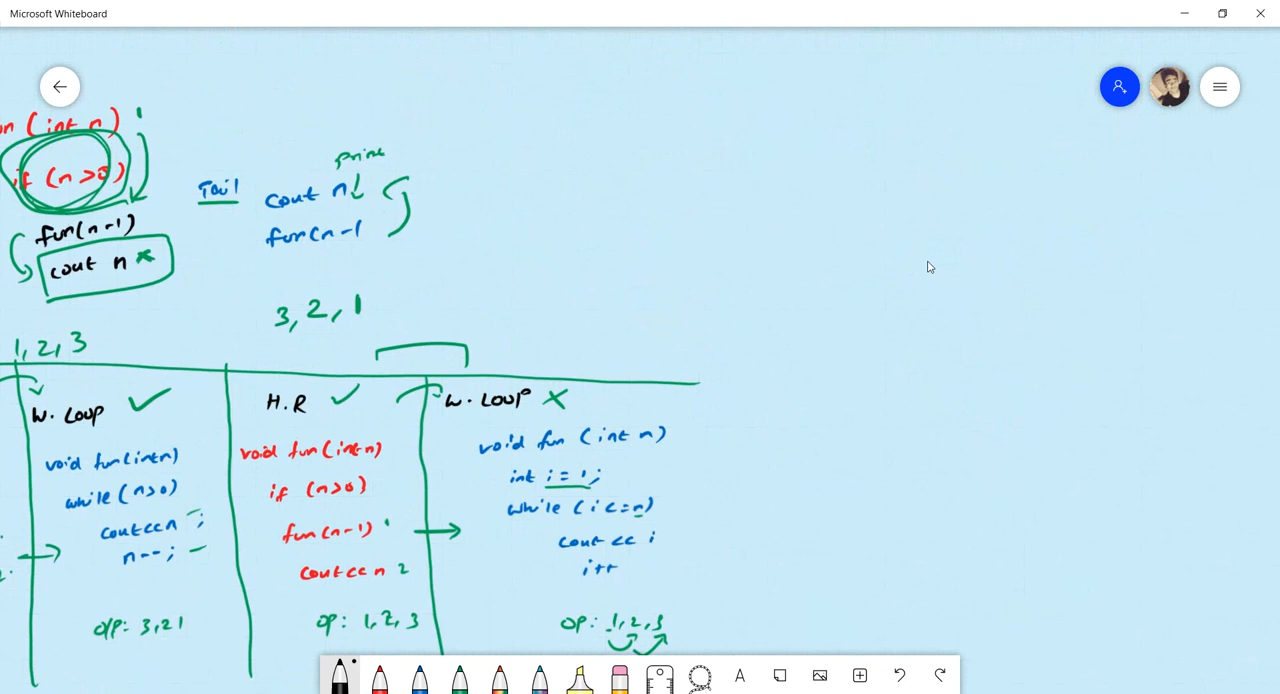 Microsoft Whiteboard
un (int n)
if (n>0)
fun(n-1)
cout n
1, 2, 3
Tail
print
cout n
fun(n-1
3, 2, 1
W. Loop
void fun(int n)
while (n>0)
cout<<n ;
n--;
O/P: 3,21
H.R
void fun(int n)
if (n>0)
fun(n-1) 1
cout<<n 2
OP: 1, 2, 3
W. Loop
void fun (int n)
int i = 1;
while (i<=n)
cout << i
i++
OP: 1, 2, 3
A